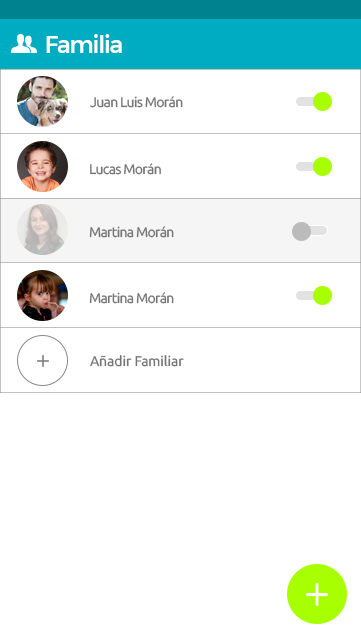 Familia
Juan Luis Morán
Lucas Morán
Martina Morán
Martina Morán
Añadir Familiar